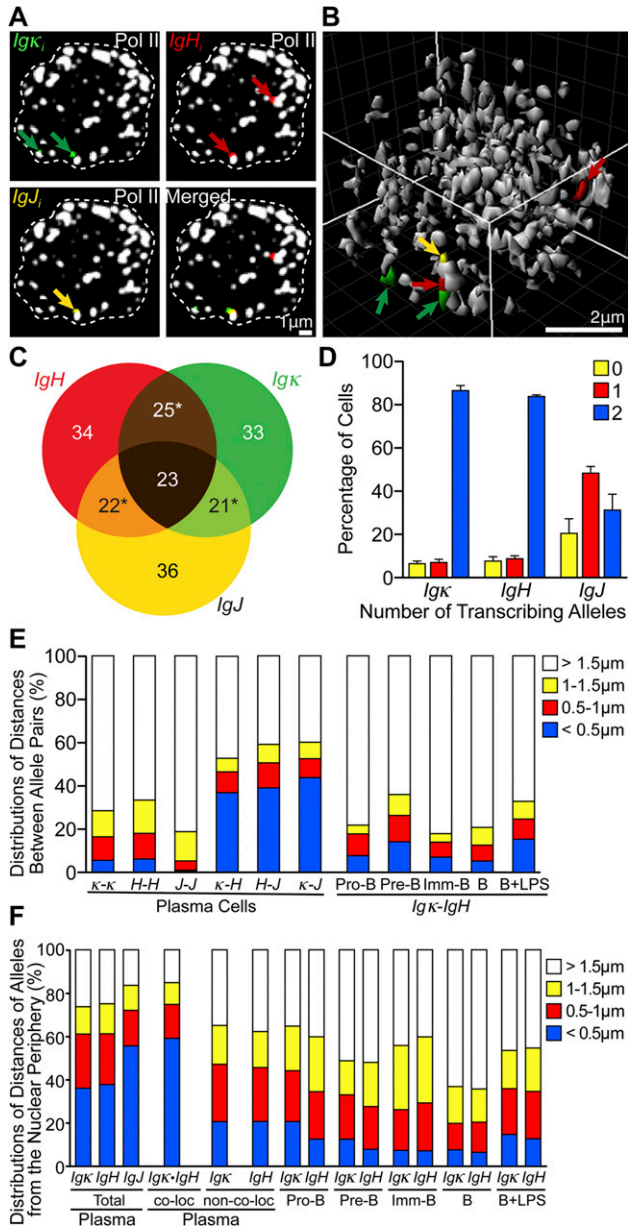 A
Igκi Pol II
IgHi Pol II
IgJi Pol II
Merged
1µm
B
2µm
C
IgH
Igκ
IgJ
34
25*
33
23
22*
21*
36
D
Percentage of Cells
100
80
60
40
20
0
0
1
2
Igκ IgH IgJ
Number of Transcribing Alleles
E
Distributions of Distances
Between Allele Pairs (%)
100
80
60
40
20
0
> 1.5µm
1-1.5µm
0.5-1µm
< 0.5µm
κ-κ H-H J-J κ-H H-J κ-J
Plasma Cells
Pro-B Pre-B Imm-B B B+LPS
Igκ-IgH
F
Distributions of Distances of Alleles
from the Nuclear Periphery (%)
100
80
60
40
20
0
> 1.5µm
1-1.5µm
0.5-1µm
< 0.5µm
Igκ IgH IgJ Igκ•IgH Igκ IgH Igκ IgH Igκ IgH Igκ IgH Igκ IgH Igκ IgH
Total co-loc non-co-loc Pro-B Pre-B Imm-B B B+LPS
Plasma Plasma